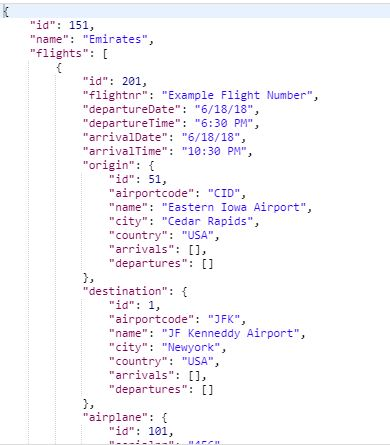 {
"id": 151,
"name": "Emirates",
"flights": [
{
"id": 201,
"flightnr": "Example Flight Number",
"departureDate": "6/18/18",
"departureTime": "6:30 PM",
"arrivalDate": "6/18/18",
"arrivalTime": "10:30 PM",
"origin": {
"id": 51,
"airportcode": "CID",
"name": "Eastern Iowa Airport",
"city": "Cedar Rapids",
"country": "USA",
"arrivals": [],
"departures": []
},
"destination": {
"id": 1,
"airportcode": "JFK",
"name": "JF Kenneddy Airport",
"city": "Newyork",
"country": "USA",
"arrivals": [],
"departures": []
},
"airplane": {
"id": 101,